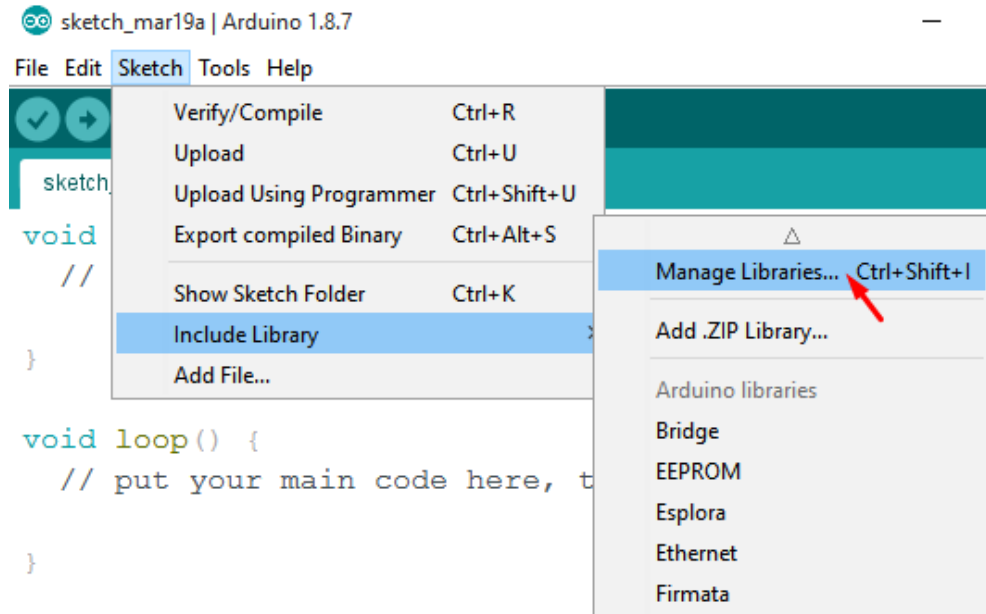 sketch_mar19a | Arduino 1.8.7
File Edit Sketch Tools Help
Verify/Compile Ctrl+R
Upload Ctrl+U
Upload Using Programmer Ctrl+Shift+U
Export compiled Binary Ctrl+Alt+S
Show Sketch Folder Ctrl+K
Include Library
Add File...
Manage Libraries... Ctrl+Shift+I
Add .ZIP Library...
Arduino libraries
Bridge
EEPROM
Esplora
Ethernet
Firmata
sketch_
void
//
}
void loop() {
// put your main code here, t
}